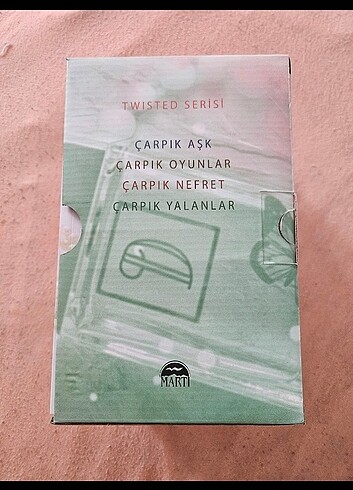 TWISTED SERİSİ
ÇARPIK AŞK
ÇARPIK OYUNLAR
ÇARPIK NEFRET
ÇARPIK YALANLAR
D
MARTI